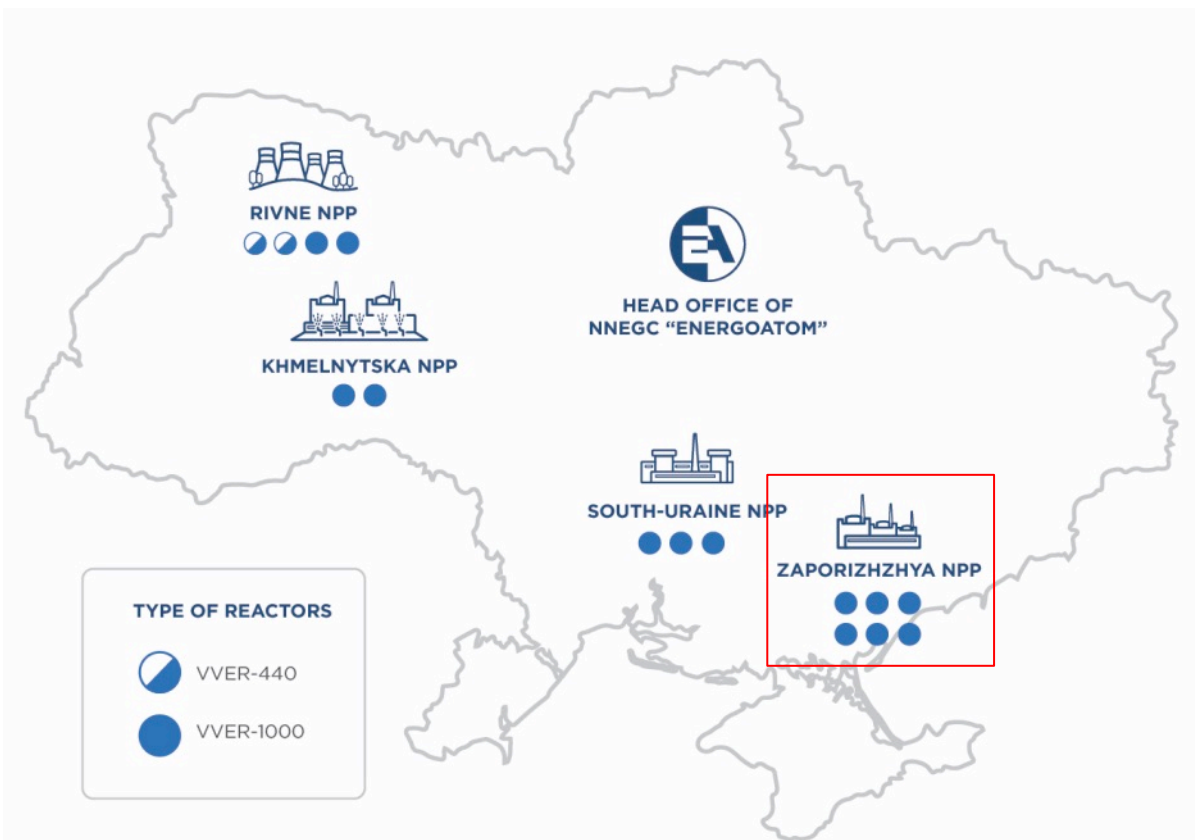 RIVNE NPP
EA
HEAD OFFICE OF
NNEGC “ENERGOATOM”
KHMELNYTSKA NPP
SOUTH-URAINE NPP
ZAPORIZHZHYA NPP
TYPE OF REACTORS
VVER-440
VVER-1000